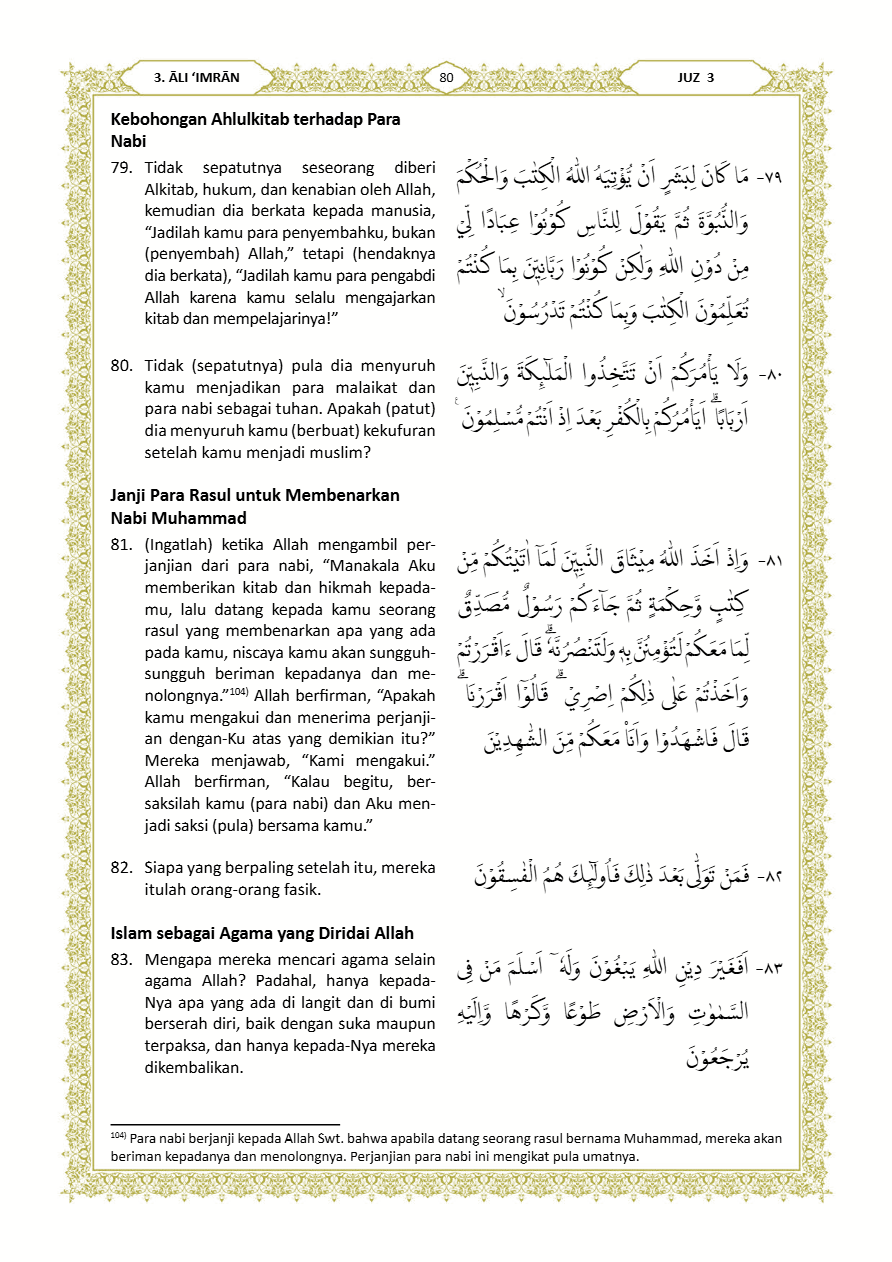 3. ĀLI ‘IMRĀN
80
JUZ 3
Kebohongan Ahlulkitab terhadap Para
Nabi
79. Tidak sepatutnya seseorang diberi
Alkitab, hukum, dan kenabian oleh Allah,
kemudian dia berkata kepada manusia,
“Jadilah kamu para penyembahku, bukan
(penyembah) Allah,” tetapi (hendaknya
dia berkata), “Jadilah kamu para pengabdi
Allah karena kamu selalu mengajarkan
kitab dan mempelajarinya!”
٧٩- مَا كَانَ لِبَشَرٍ اَنْ يُّؤْتِيَهُ اللّٰهُ الْكِتٰبَ وَالْحُكْمَ
وَالنُّبُوَّةَ ثُمَّ يَقُوْلَ لِلنَّاسِ كُوْنُوْا عِبَادًا لِّيْ
مِنْ دُوْنِ اللّٰهِ وَلٰكِنْ كُوْنُوْا رَبَّانِيّٖنَ بِمَا كُنْتُمْ
تُعَلِّمُوْنَ الْكِتٰبَ وَبِمَا كُنْتُمْ تَدْرُسُوْنَ ۙ
80. Tidak (sepatutnya) pula dia menyuruh
kamu menjadikan para malaikat dan
para nabi sebagai tuhan. Apakah (patut)
dia menyuruh kamu (berbuat) kekufuran
setelah kamu menjadi muslim?
٨٠- وَلَا يَأْمُرَكُمْ اَنْ تَتَّخِذُوا الْمَلٰۤىِٕكَةَ وَالنَّبِيّٖنَ
اَرْبَابًا ۗ اَيَأْمُرُكُمْ بِالْكُفْرِ بَعْدَ اِذْ اَنْتُمْ مُّسْلِمُوْنَ ࣖ
Janji Para Rasul untuk Membenarkan
Nabi Muhammad
81. (Ingatlah) ketika Allah mengambil per-
janjian dari para nabi, “Manakala Aku
memberikan kitab dan hikmah kepada-
mu, lalu datang kepada kamu seorang
rasul yang membenarkan apa yang ada
pada kamu, niscaya kamu akan sungguh-
sungguh beriman kepadanya dan me-
nolongnya.”104) Allah berfirman, “Apakah
kamu mengakui dan menerima perjanji-
an dengan-Ku atas yang demikian itu?”
Mereka menjawab, “Kami mengakui.”
Allah berfirman, “Kalau begitu, ber-
saksilah kamu (para nabi) dan Aku men-
jadi saksi (pula) bersama kamu.”
٨١- وَاِذْ اَخَذَ اللّٰهُ مِيْثَاقَ النَّبِيّٖنَ لَمَآ اٰتَيْتُكُمْ مِّنْ
كِتٰبٍ وَّحِكْمَةٍ ثُمَّ جَاۤءَكُمْ رَسُوْلٌ مُّصَدِّقٌ
لِّمَا مَعَكُمْ لَتُؤْمِنُنَّ بِهٖ وَلَتَنْصُرُنَّهٗ ۗ قَالَ ءَاَقْرَرْتُمْ
وَاَخَذْتُمْ عَلٰى ذٰلِكُمْ اِصْرِيْ ۗ قَالُوْٓا اَقْرَرْنَا ۗ
قَالَ فَاشْهَدُوْا وَاَنَا۠ مَعَكُمْ مِّنَ الشّٰهِدِيْنَ
82. Siapa yang berpaling setelah itu, mereka
itulah orang-orang fasik.
٨٢- فَمَنْ تَوَلّٰى بَعْدَ ذٰلِكَ فَاُولٰۤىِٕكَ هُمُ الْفٰسِقُوْنَ
Islam sebagai Agama yang Diridai Allah
83. Mengapa mereka mencari agama selain
agama Allah? Padahal, hanya kepada-
Nya apa yang ada di langit dan di bumi
berserah diri, baik dengan suka maupun
terpaksa, dan hanya kepada-Nya mereka
dikembalikan.
٨٣- اَفَغَيْرَ دِيْنِ اللّٰهِ يَبْغُوْنَ وَلَهٗٓ اَسْلَمَ مَنْ فِى
السَّمٰوٰتِ وَالْاَرْضِ طَوْعًا وَّكَرْهًا وَّاِلَيْهِ
يُرْجَعُوْنَ
104) Para nabi berjanji kepada Allah Swt. bahwa apabila datang seorang rasul bernama Muhammad, mereka akan
beriman kepadanya dan menolongnya. Perjanjian para nabi ini mengikat pula umatnya.